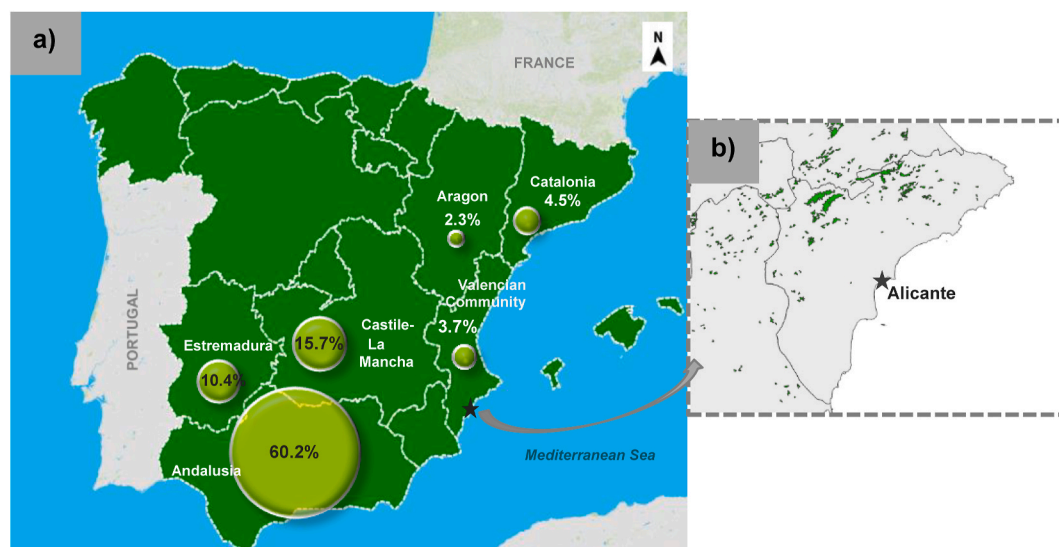 a)
N
FRANCE
b)
Catalonia
4.5%
Aragon
2.3%
Valencian
Community
3.7%
Alicante
PORTUGAL
Castile-
La
Mancha
15.7%
Estremadura
10.4%
60.2%
Andalusia
Mediterranean Sea